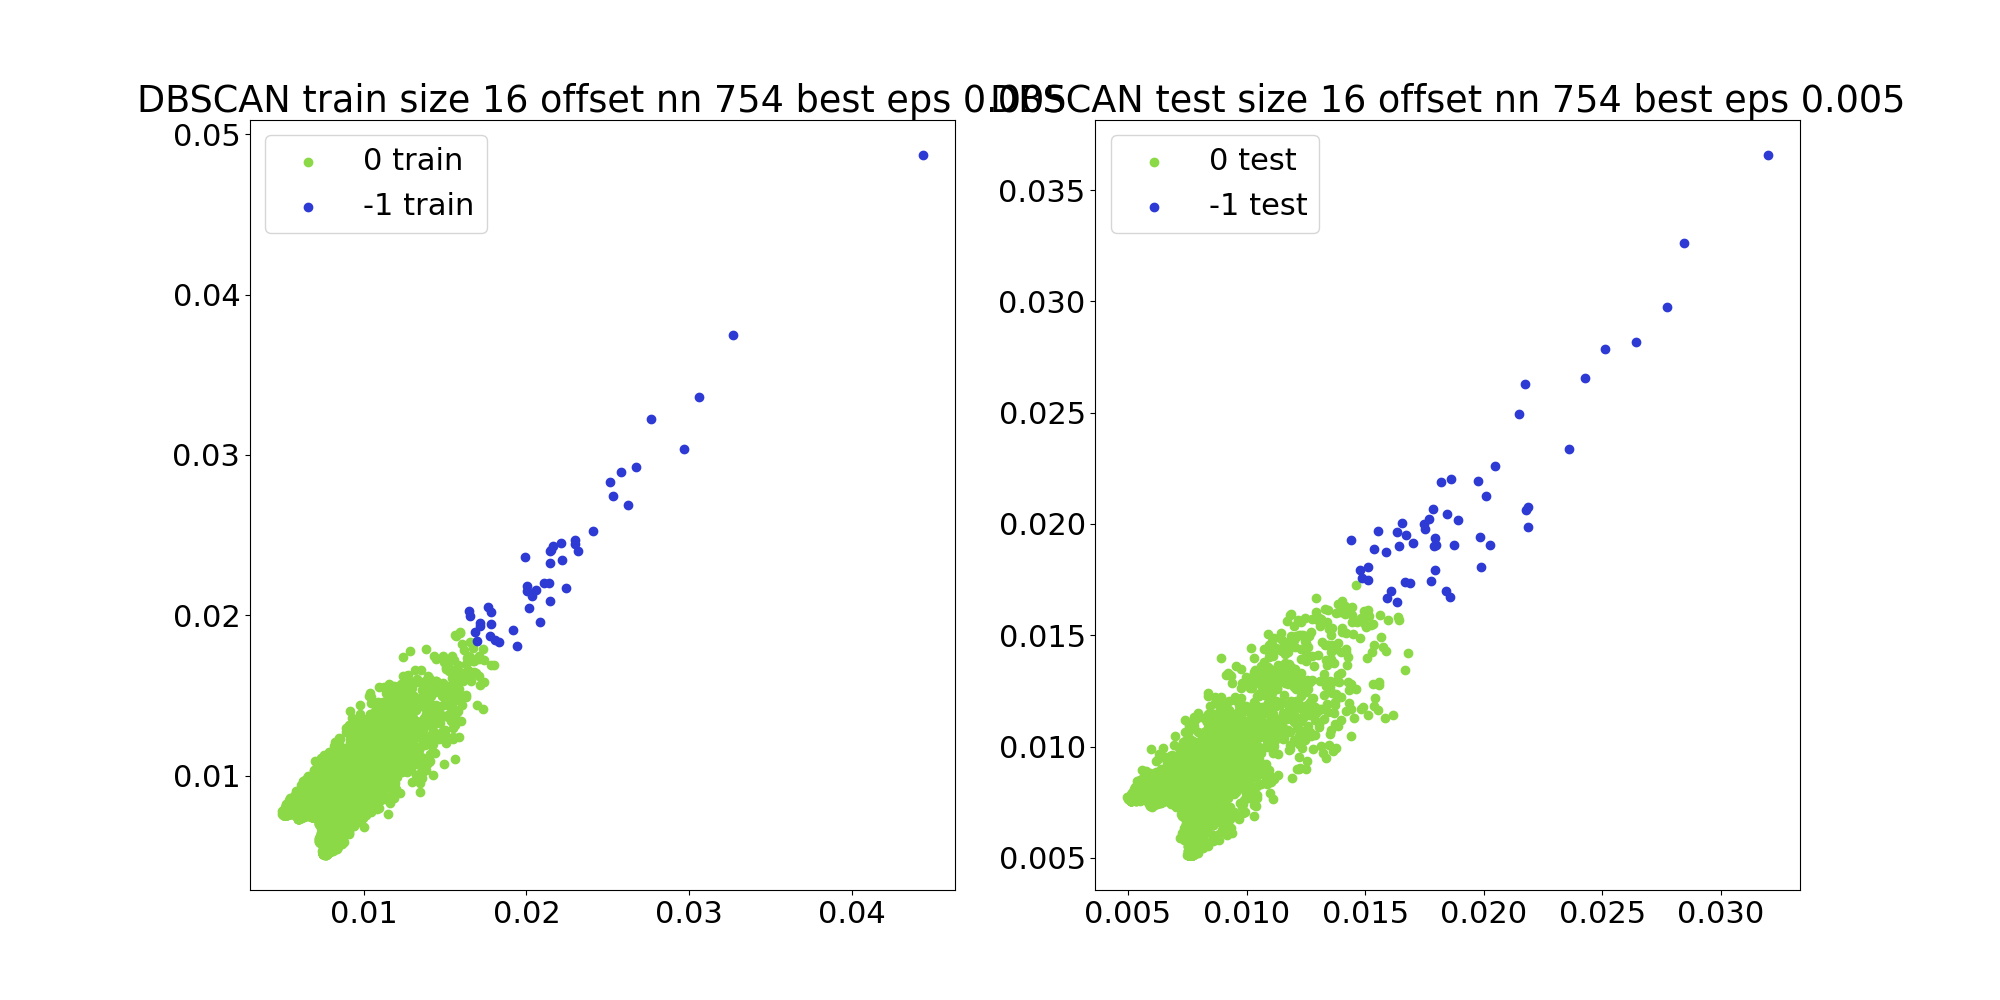 DBSCAN train size 16 offset nn 754 best eps 0.005
0 train
-1 train
0.05
0.04
0.03
0.02
0.01
0.01 0.02 0.03 0.04
DBSCAN test size 16 offset nn 754 best eps 0.005
0 test
-1 test
0.035
0.030
0.025
0.020
0.015
0.010
0.005
0.005 0.010 0.015 0.020 0.025 0.030